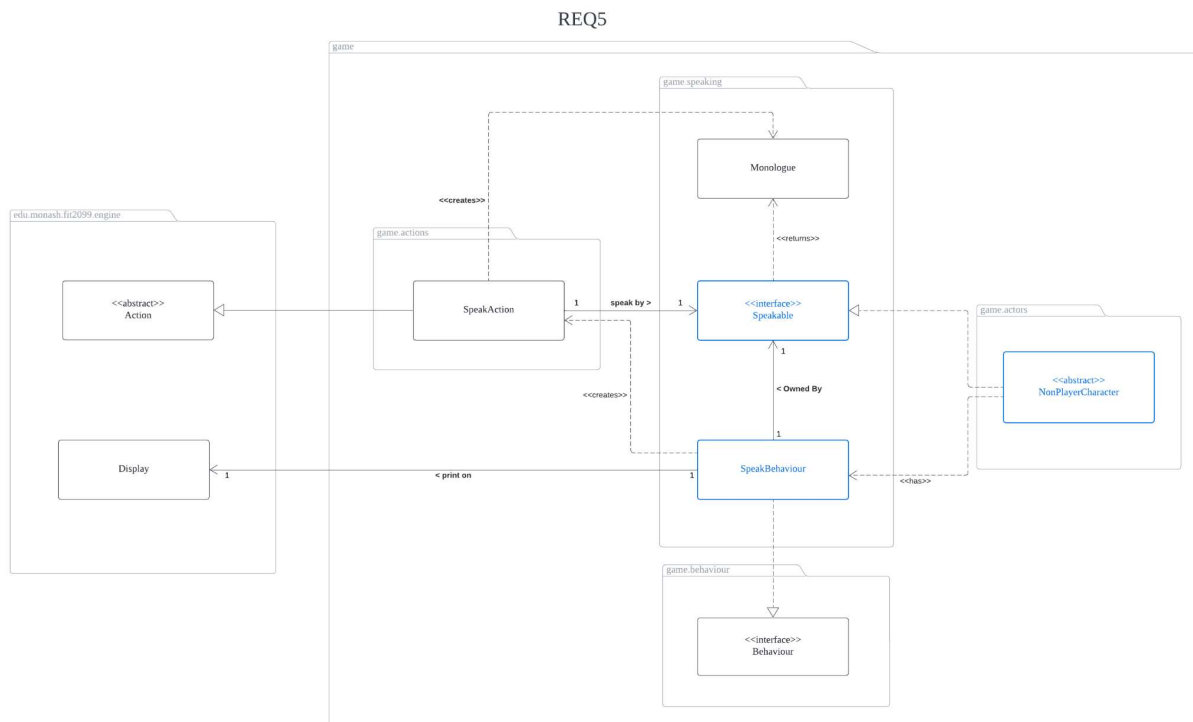 REQ5
game
game.speaking
Monologue
<<creates>>
edu.monash.fit2099.engine
game.actions
<<returns>>
<<abstract>>
Action
SpeakAction
1
speak by >
1
<<interface>>
Speakable
game.actors
1
<<abstract>>
NonPlayerCharacter
<<creates>>
< Owned By
1
Display
1
< print on
1
SpeakBehaviour
<<has>>
game.behaviour
<<interface>>
Behaviour